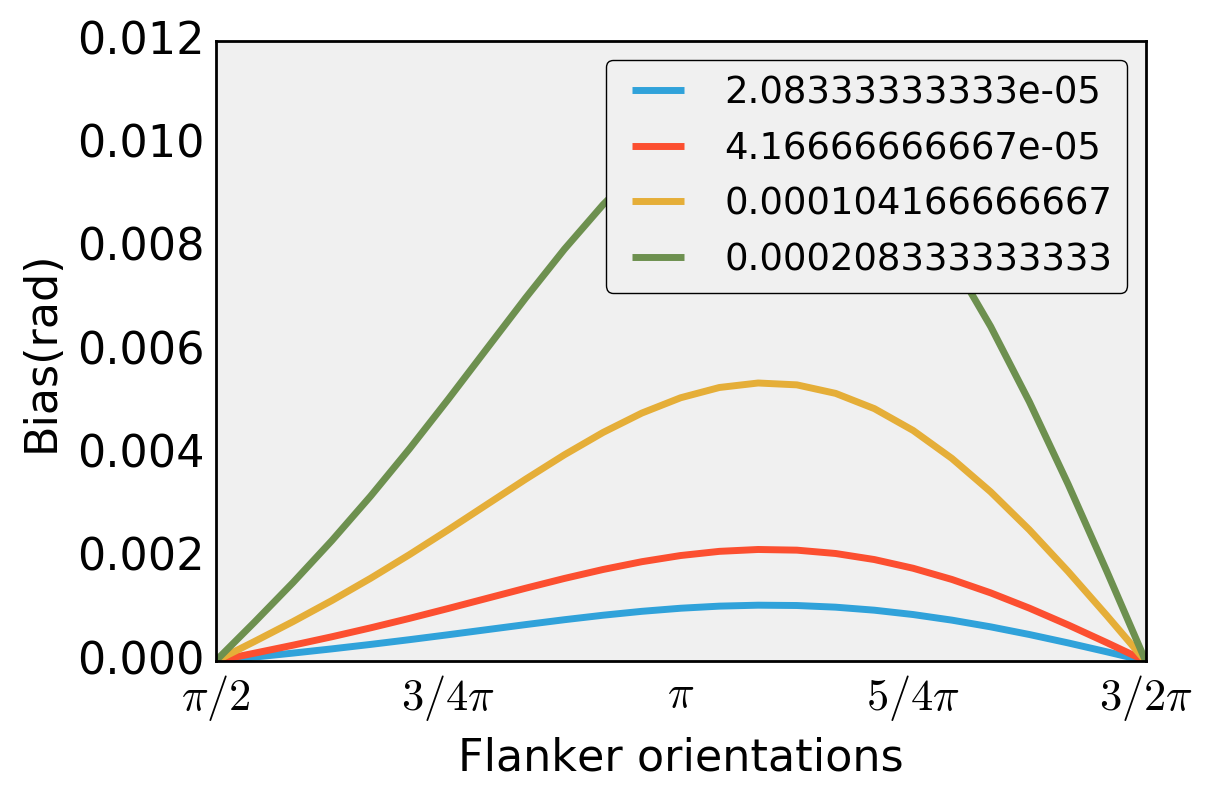 0.012
0.010
0.008
0.006
0.004
0.002
0.000
Bias(rad)
2.08333333333e-05
4.16666666667e-05
0.000104166666667
0.000208333333333
π/2
3/4π
π
5/4π
3/2π
Flanker orientations